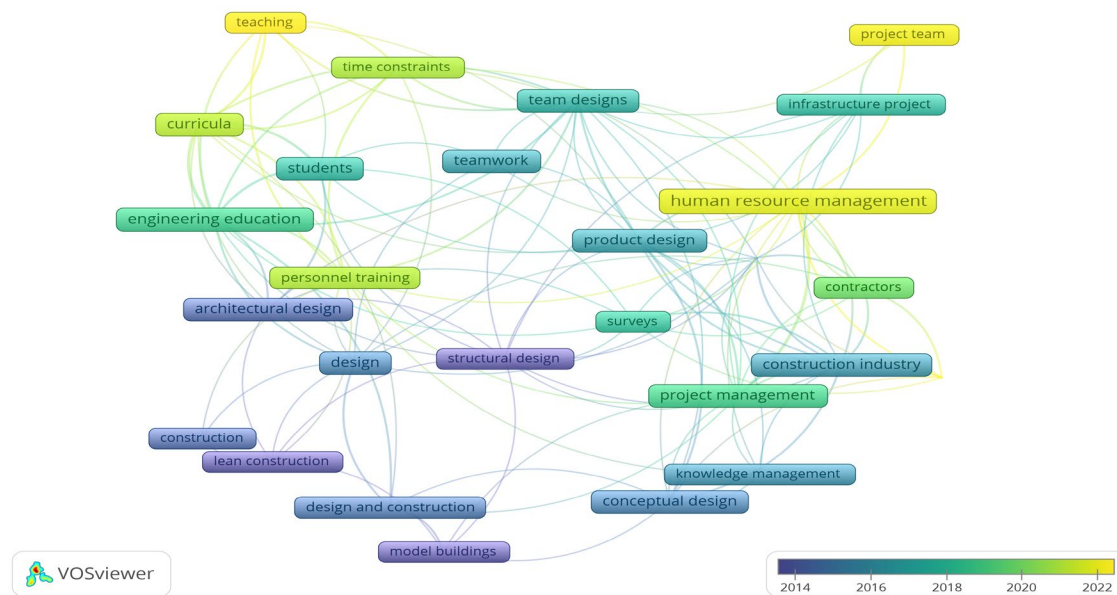 teaching
project team
time constraints
team designs
infrastructure project
curricula
teamwork
students
human resource management
engineering education
product design
personnel training
contractors
architectural design
surveys
structural design
design
construction industry
project management
construction
lean construction
knowledge management
conceptual design
design and construction
model buildings
VOSviewer
2014 2016 2018 2020 2022